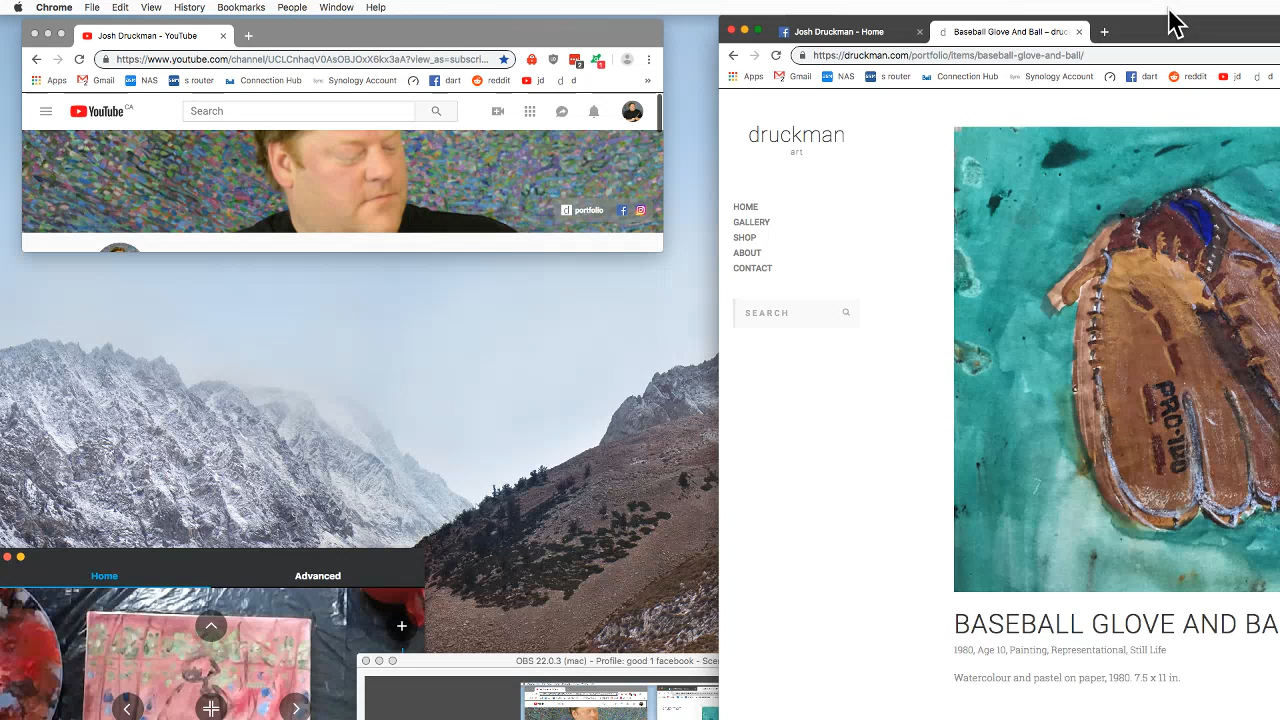 Chrome File Edit View History Bookmarks People Window Help
Josh Druckman - YouTube
https://www.youtube.com/channel/UCLCnhaqV0AsOBJOxX6kx3aA?view_as=subscri...
Apps Gmail NAS s router Connection Hub Synology Account dart reddit jd d »
YouTube CA
Search
portfolio
Josh Druckman - Home
Baseball Glove And Ball – druc
https://druckman.com/portfolio/items/baseball-glove-and-ball/
Apps Gmail NAS s router Connection Hub Synology Account dart reddit jd d
druckman
art
HOME
GALLERY
SHOP
ABOUT
CONTACT
SEARCH
PRO-JOD
BASEBALL GLOVE AND BA
1980, Age 10, Painting, Representational, Still Life
Watercolour and pastel on paper, 1980. 7.5 x 11 in.
Home Advanced
OBS 22.0.3 (mac) - Profile: good 1 facebook - Sce